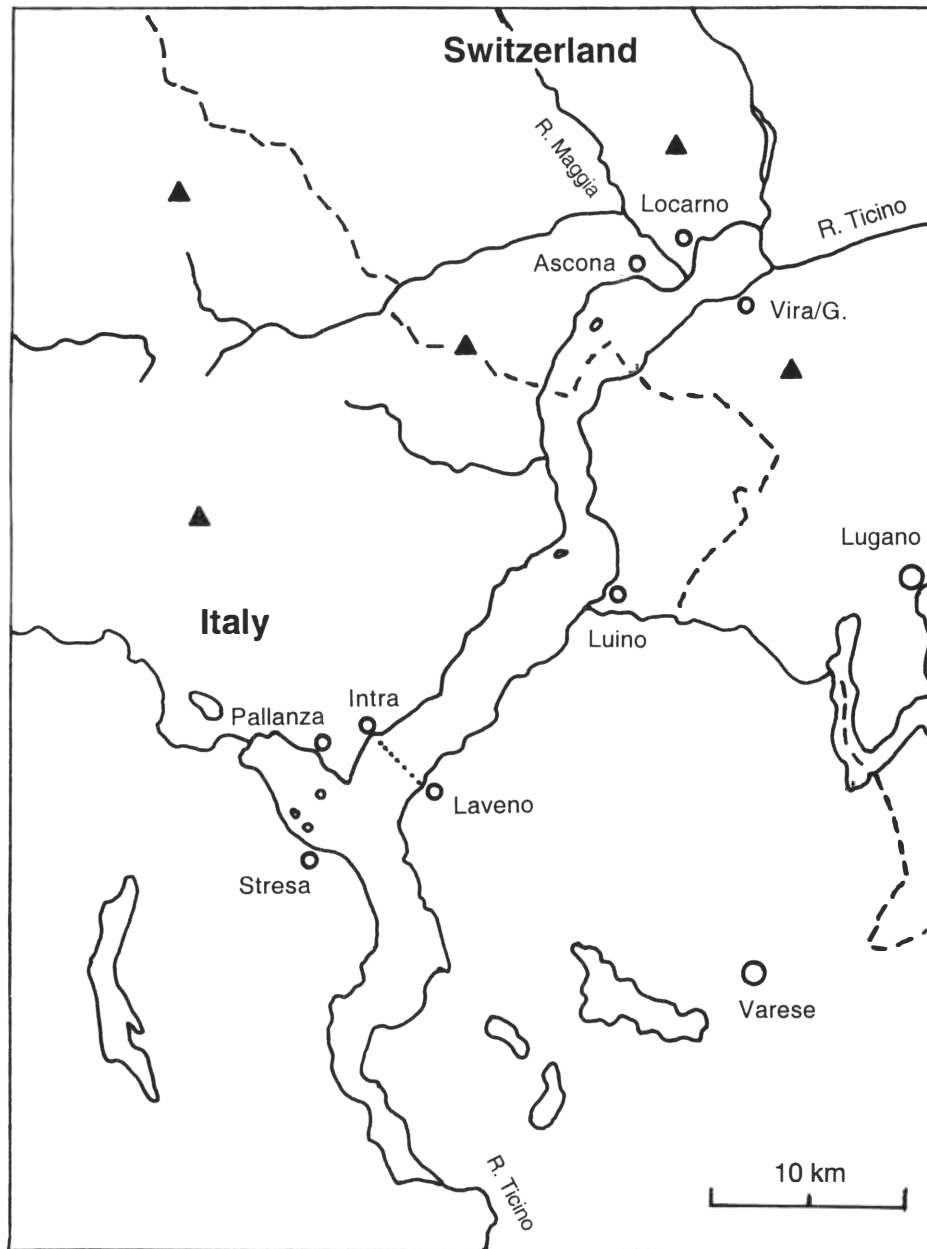 Switzerland
R. Maggia
Locarno
R. Ticino
Ascona
Vira/G.
Lugano
Italy
Luino
Intra
Pallanza
Laveno
Stresa
Varese
10 km
R. Ticino